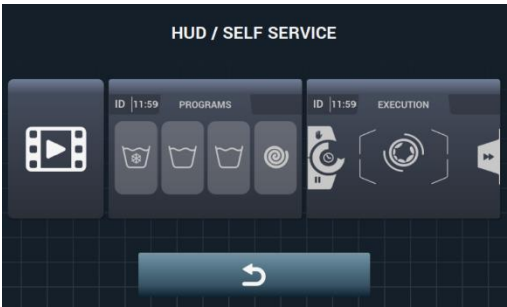 HUD / SELF SERVICE
ID 11:59 PROGRAMS
ID 11:59 EXECUTION